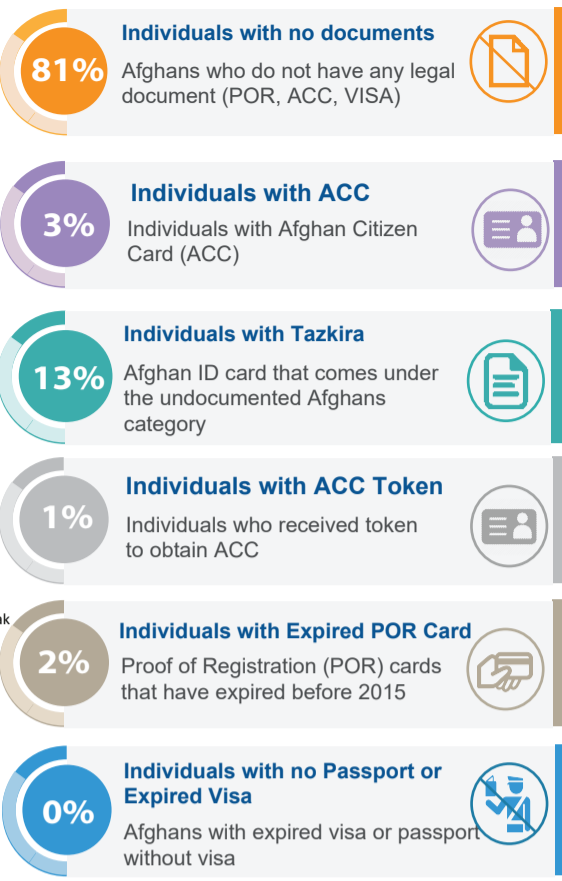 81%
Individuals with no documents
Afghans who do not have any legal
document (POR, ACC, VISA)
3%
Individuals with ACC
Individuals with Afghan Citizen
Card (ACC)
13%
Individuals with Tazkira
Afghan ID card that comes under
the undocumented Afghans
category
1%
Individuals with ACC Token
Individuals who received token
to obtain ACC
2%
Individuals with Expired POR Card
Proof of Registration (POR) cards
that have expired before 2015
0%
Individuals with no Passport or
Expired Visa
Afghans with expired visa or passport
without visa